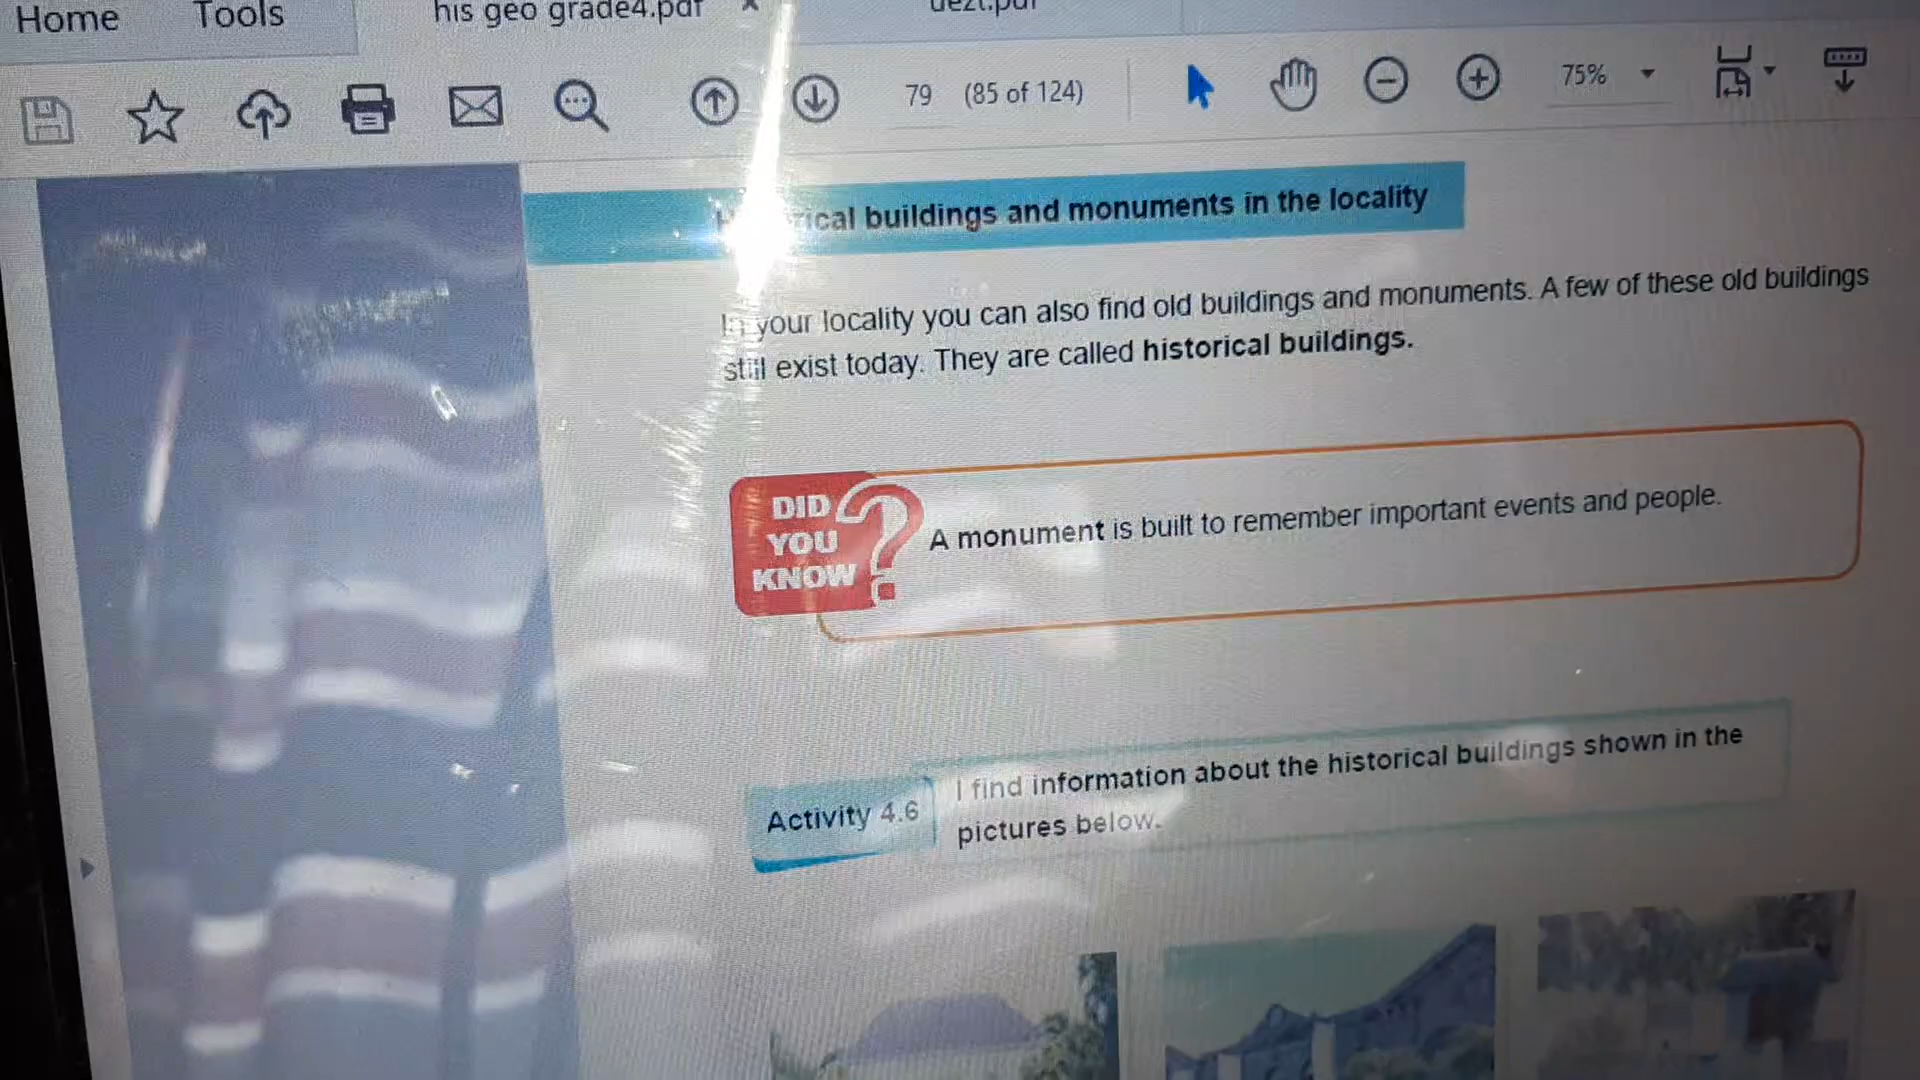 Home Tools his geo grade4.pdf
79 (85 of 124) 75%
buildings and monuments in the locality
your locality you can also find old buildings and monuments. A few of these old buildings
still exist today. They are called historical buildings.
DID
YOU
KNOW
?
A monument is built to remember important events and people.
Activity 4.6
I find information about the historical buildings shown in the
pictures below.